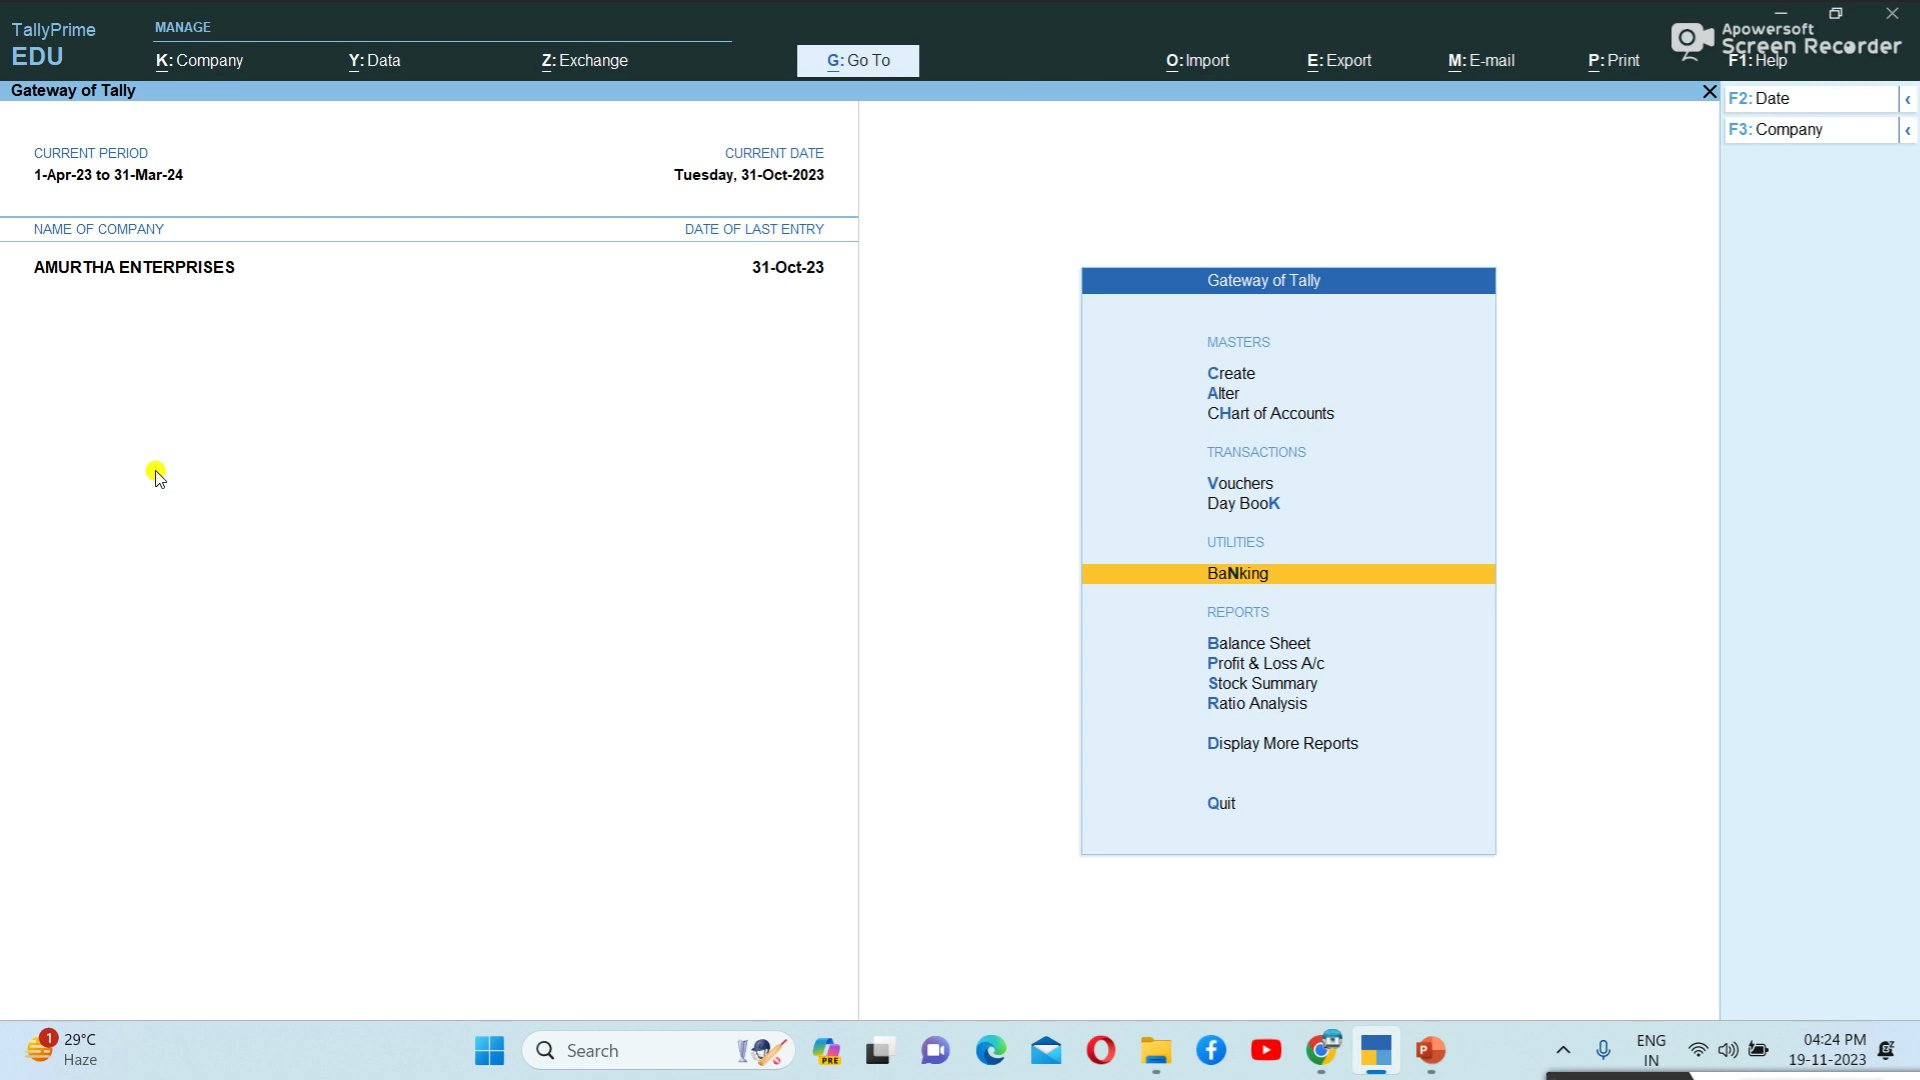 TallyPrime
EDU
MANAGE
K: Company
Y: Data
Z: Exchange
G: Go To
O: Import
E: Export
M: E-mail
P: Print
F1: Help
Apowersoft
Screen Recorder
Gateway of Tally
F2: Date
F3: Company
CURRENT PERIOD
CURRENT DATE
1-Apr-23 to 31-Mar-24
Tuesday, 31-Oct-2023
NAME OF COMPANY
DATE OF LAST ENTRY
AMURTHA ENTERPRISES
31-Oct-23
Gateway of Tally
MASTERS
Create
Alter
CHart of Accounts
TRANSACTIONS
Vouchers
Day BooK
UTILITIES
BaNking
REPORTS
Balance Sheet
Profit & Loss A/c
Stock Summary
Ratio Analysis
Display More Reports
Quit
1
29°C
Haze
Search
PRE
ENG
IN
04:24 PM
19-11-2023